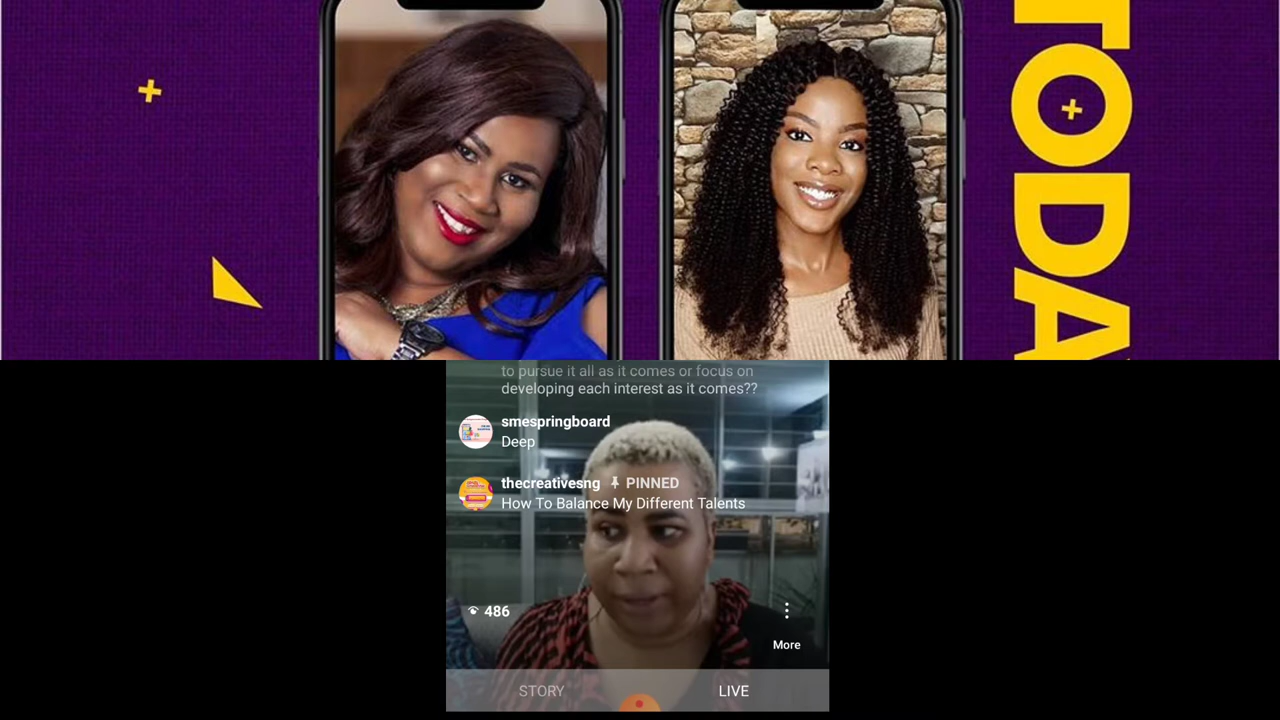 TODA
to pursue it all as it comes or focus on
developing each interest as it comes??
smespringboard
Deep
thecreativesng PINNED
How To Balance My Different Talents
486
More
STORY
LIVE